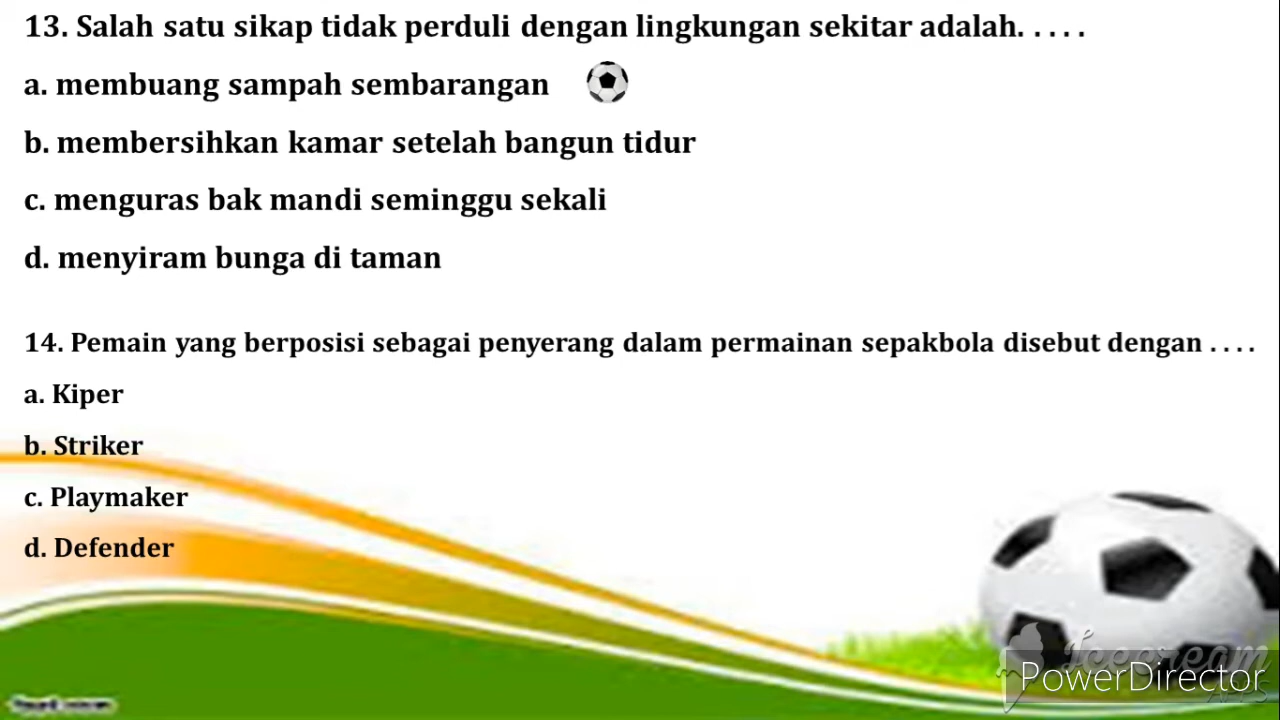 13. Salah satu sikap tidak perduli dengan lingkungan sekitar adalah. . . . .
a. membuang sampah sembarangan
b. membersihkan kamar setelah bangun tidur
c. menguras bak mandi seminggu sekali
d. menyiram bunga di taman
14. Pemain yang berposisi sebagai penyerang dalam permainan sepakbola disebut dengan . . . .
a. Kiper
b. Striker
c. Playmaker
d. Defender
Icecream
PowerDirector